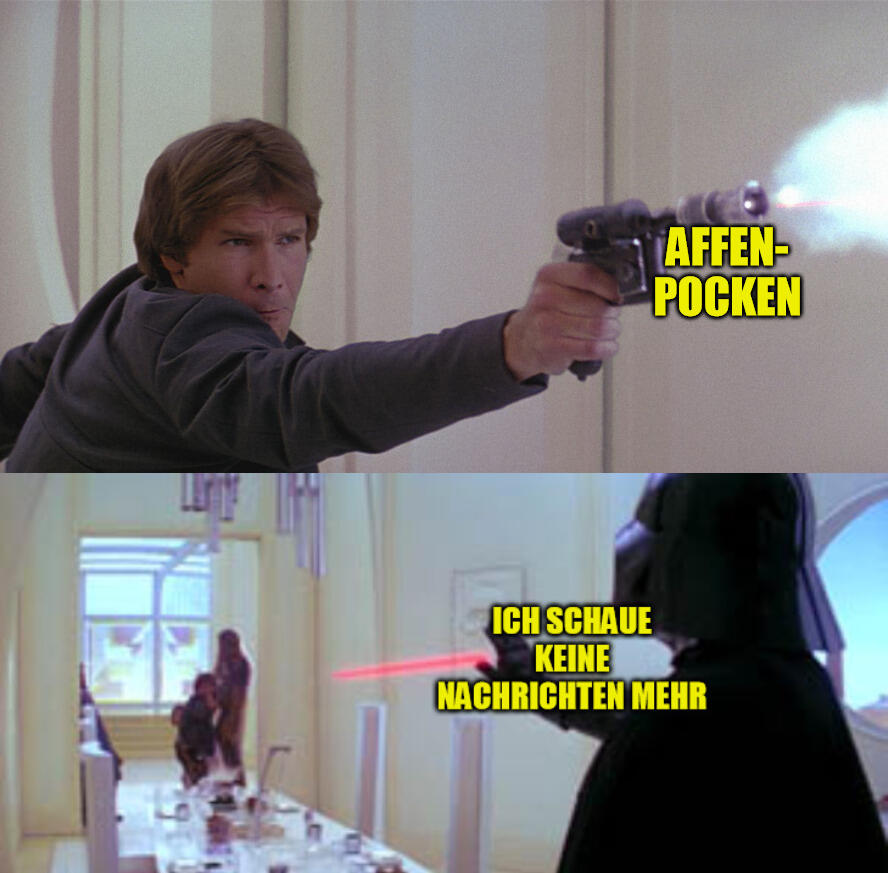 AFFEN-
POCKEN
ICH SCHAUE
KEINE
NACHRICHTEN MEHR